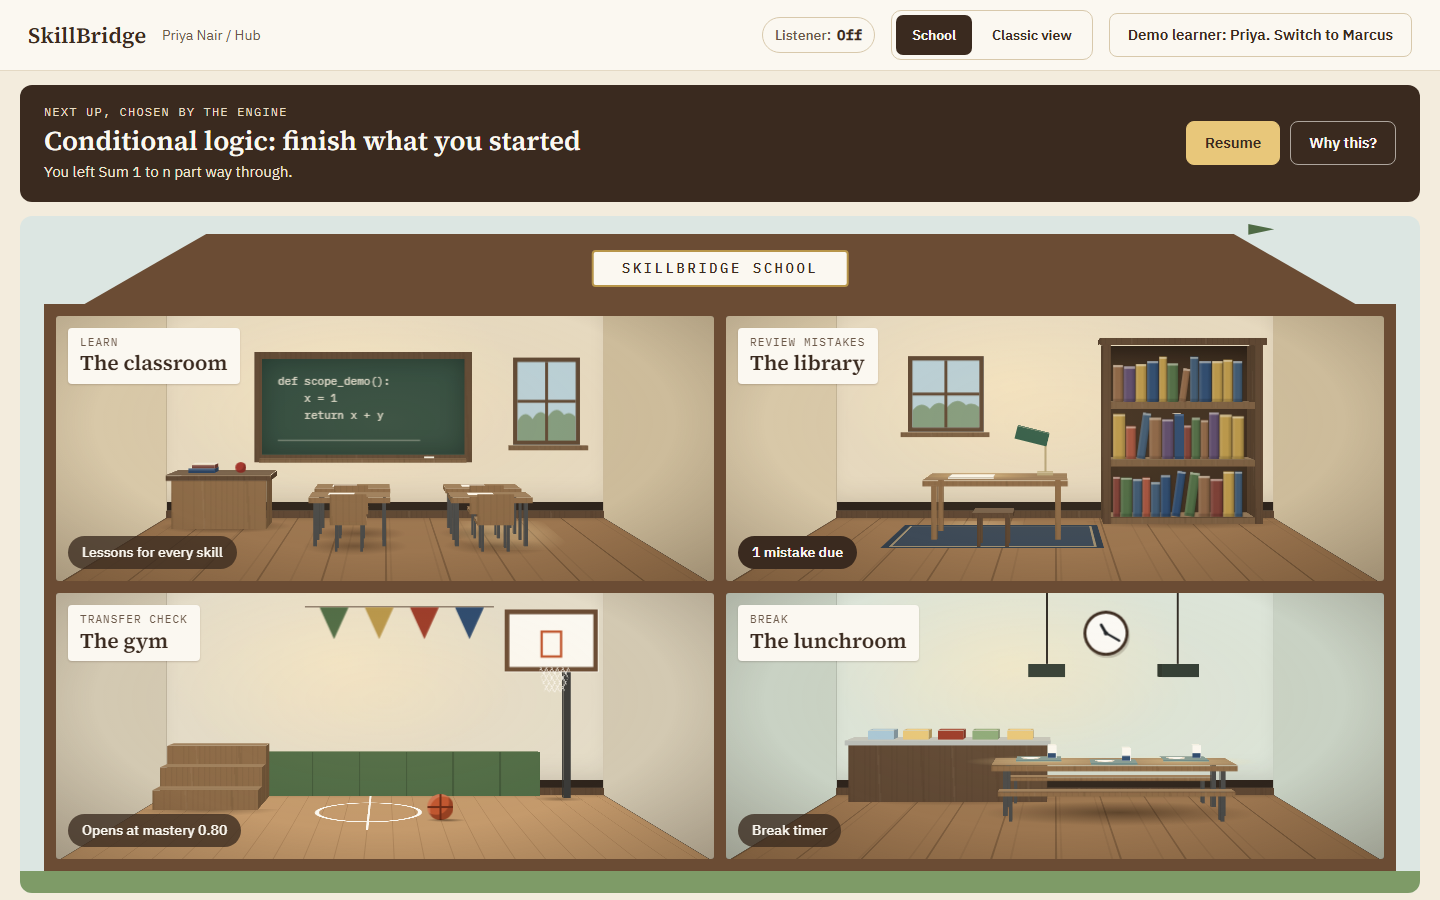 SkillBridge
Priya Nair / Hub
Listener: Off
School
Classic view
Demo learner: Priya. Switch to Marcus
NEXT UP, CHOSEN BY THE ENGINE
Conditional logic: finish what you started
You left Sum 1 to n part way through.
Resume
Why this?
SKILLBRIDGE SCHOOL
LEARN
The classroom
def scope_demo():
x = 1
return x + y
Lessons for every skill
REVIEW MISTAKES
The library
1 mistake due
TRANSFER CHECK
The gym
Opens at mastery 0.80
BREAK
The lunchroom
Break timer